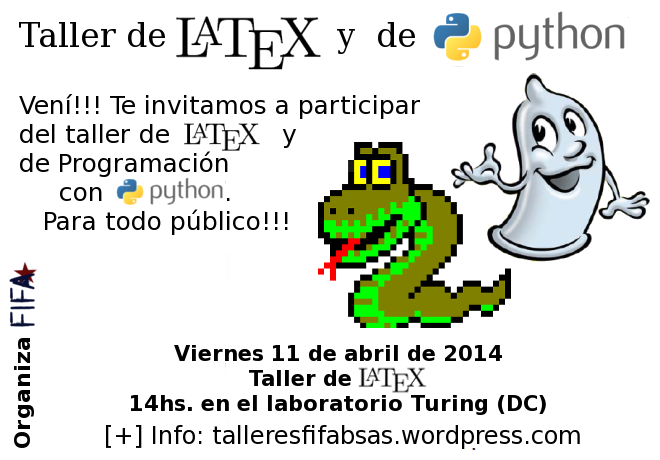 Taller de LATEX y de python
Vení!!! Te invitamos a participar
del taller de LATEX y
de Programación
con python.
Para todo público!!!
Organiza FIFA
Viernes 11 de abril de 2014
Taller de LATEX
14hs. en el laboratorio Turing (DC)
[+] Info: talleresfifabsas.wordpress.com